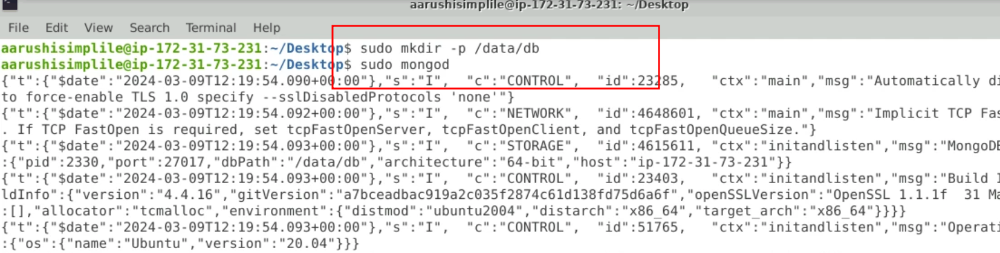 aarushisimplile@ip-172-31-73-231: ~/Desktop
File Edit View Search Terminal Help
aarushisimplile@ip-172-31-73-231:~/Desktop$ sudo mkdir -p /data/db
aarushisimplile@ip-172-31-73-231:~/Desktop$ sudo mongod
{"t":{"$date":"2024-03-09T12:19:54.090+00:00"},"s":"I",  "c":"CONTROL",  "id":23285,   "ctx":"main","msg":"Automatically
to force-enable TLS 1.0 specify --sslDisabledProtocols 'none'"}
{"t":{"$date":"2024-03-09T12:19:54.092+00:00"},"s":"I",  "c":"NETWORK",  "id":4648601, "ctx":"main","msg":"Implicit TCP
. If TCP FastOpen is required, set tcpFastOpenServer, tcpFastOpenClient, and tcpFastOpenQueueSize."}
{"t":{"$date":"2024-03-09T12:19:54.093+00:00"},"s":"I",  "c":"STORAGE",  "id":4615611, "ctx":"initandlisten","msg":"MongoDB
:{"pid":2330,"port":27017,"dbPath":"/data/db","architecture":"64-bit","host":"ip-172-31-73-231"}}
{"t":{"$date":"2024-03-09T12:19:54.093+00:00"},"s":"I",  "c":"CONTROL",  "id":23403,   "ctx":"initandlisten","msg":"Build
ldInfo":{"version":"4.4.16","gitVersion":"a7bceadbac919a2c035f2874c61d138fd75d6a6f","openSSLVersion":"OpenSSL 1.1.1f  31
:[],"allocator":"tcmalloc","environment":{"distmod":"ubuntu2004","distarch":"x86_64","target_arch":"x86_64"}}}}
{"t":{"$date":"2024-03-09T12:19:54.093+00:00"},"s":"I",  "c":"CONTROL",  "id":51765,   "ctx":"initandlisten","msg":"Operati
:{"os":{"name":"Ubuntu","version":"20.04"}}}